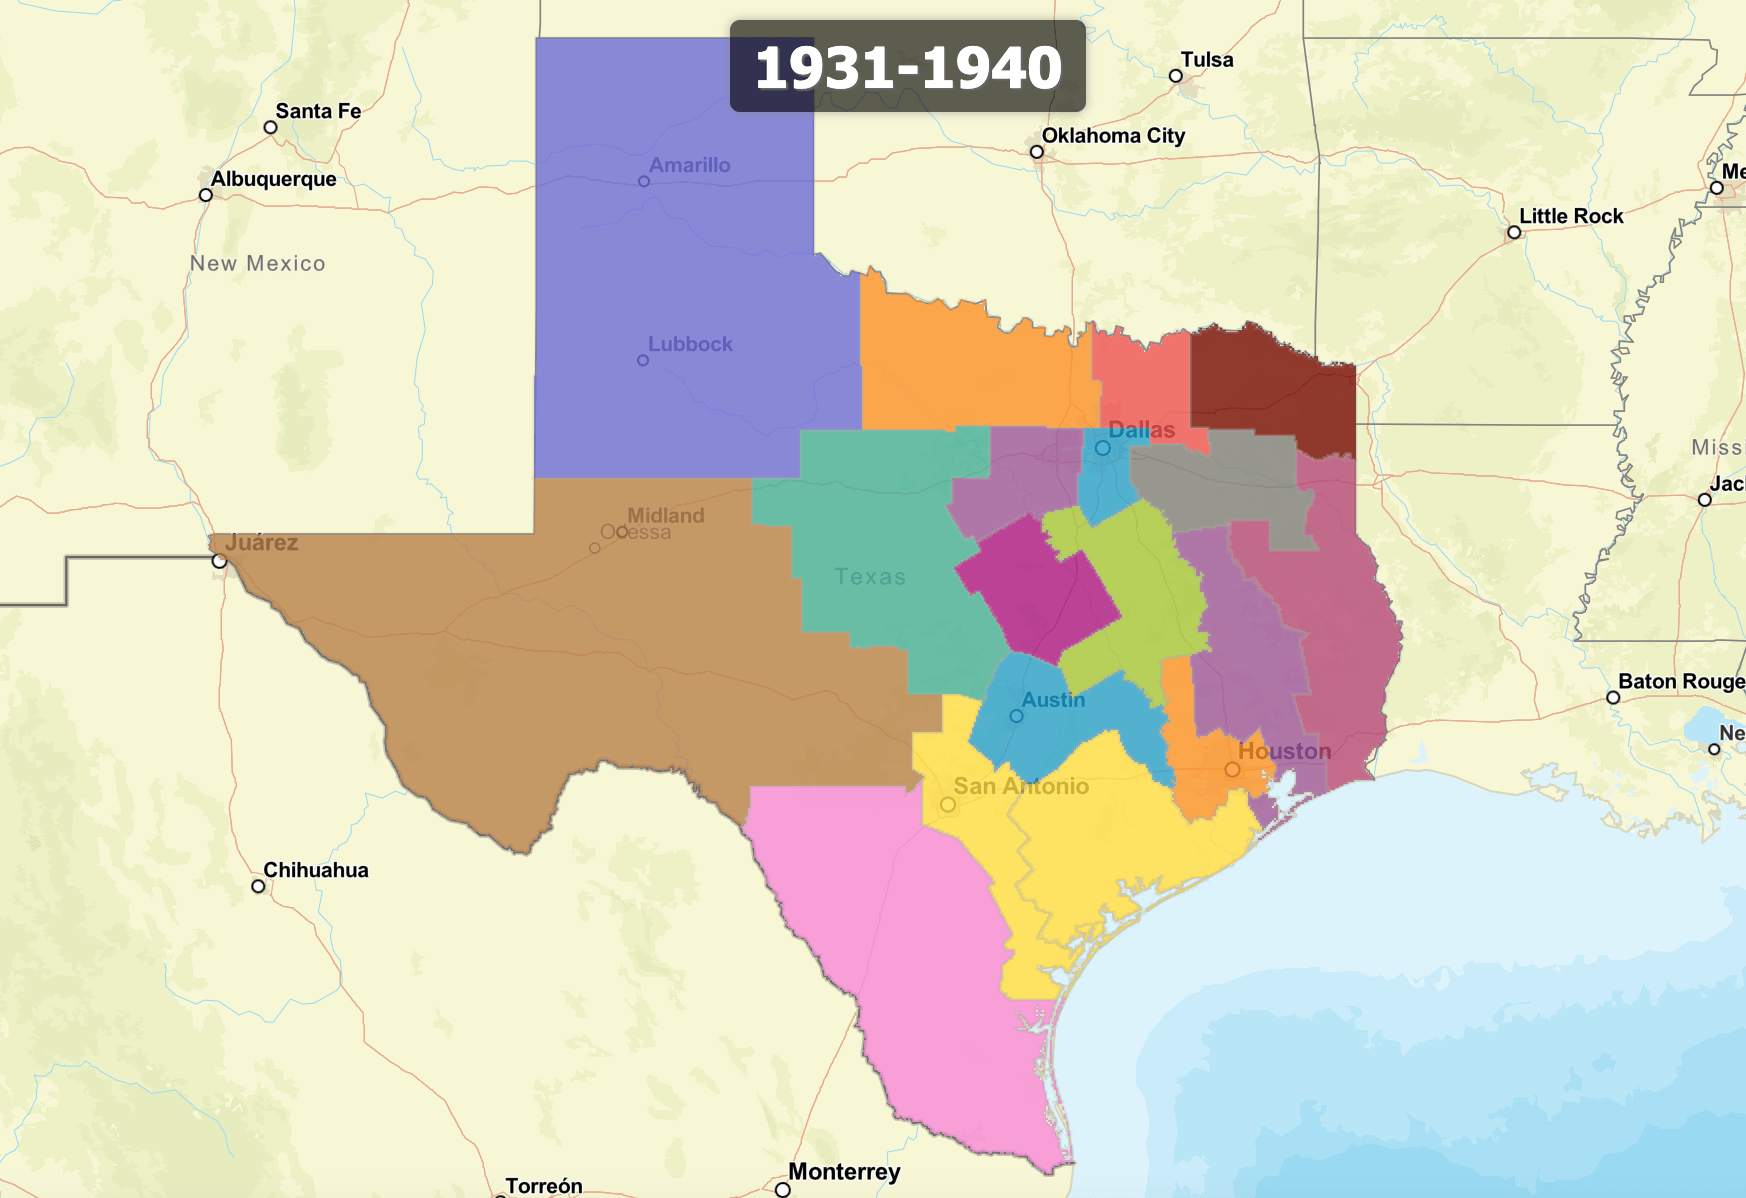 1931-1940
Tulsa
Santa Fe
Oklahoma City
Amarillo
Me
Albuquerque
Little Rock
New Mexico
Lubbock
Dallas
Miss
Jac
Midland
Odessa
Juárez
Texas
Baton Rouge
Austin
Ne
Houston
San Antonio
Chihuahua
Monterrey
Torreón